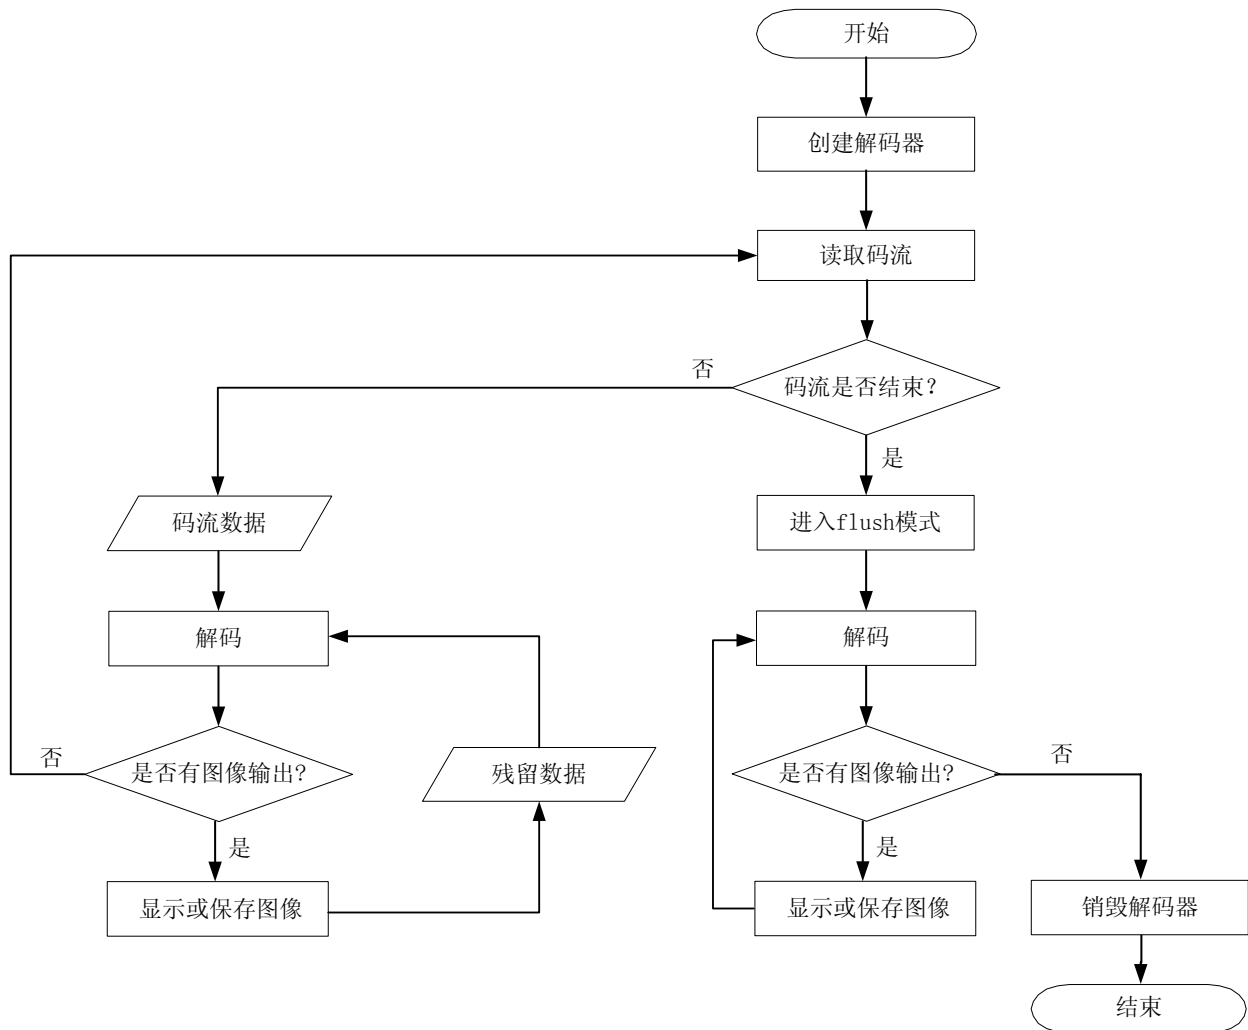 开始
创建解码器
读取码流
否
码流是否结束？
是
码流数据
进入flush模式
解码
解码
否
是否有图像输出?
残留数据
是否有图像输出?
否
是
是
显示或保存图像
显示或保存图像
销毁解码器
结束